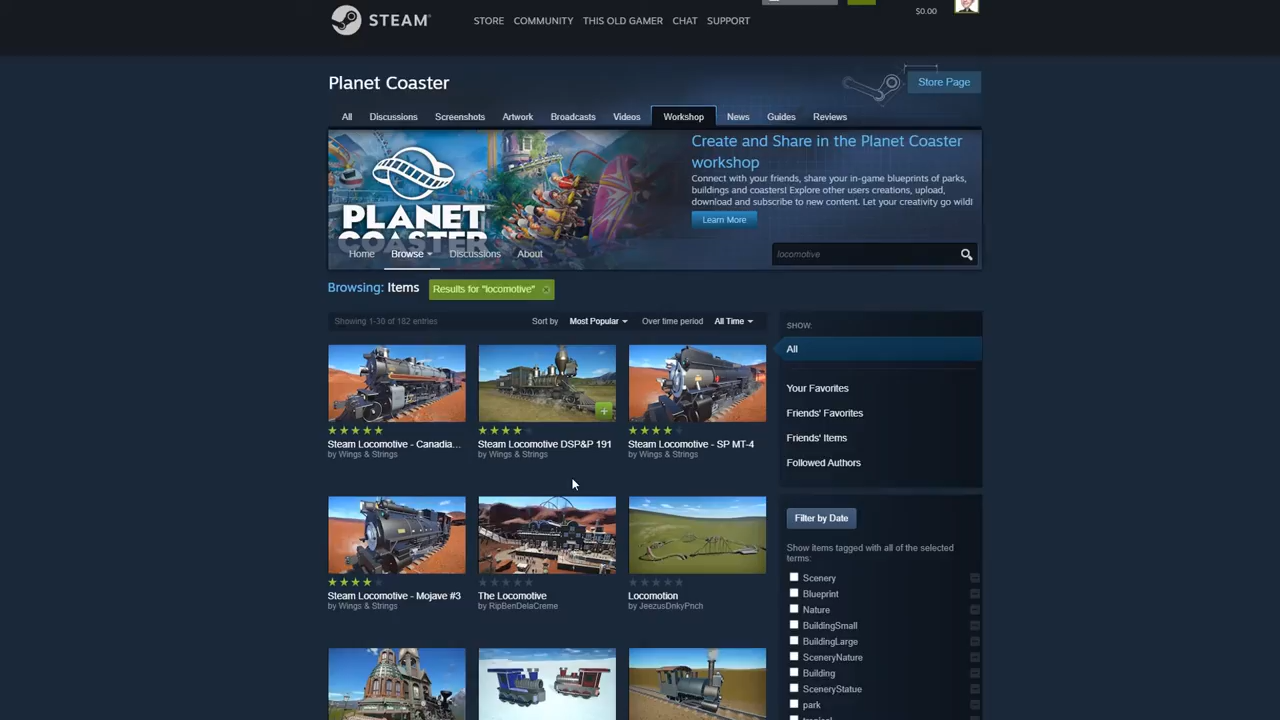 STEAM
STORE COMMUNITY THIS OLD GAMER CHAT SUPPORT
$0.00
Planet Coaster
Store Page
All Discussions Screenshots Artwork Broadcasts Videos Workshop News Guides Reviews
Create and Share in the Planet Coaster
workshop
Connect with your friends, share your in-game blueprints of parks,
buildings and coasters! Explore other users creations, upload,
download and subscribe to new content. Let your creativity go wild!
Learn More
PLANET
COASTER
Home Browse Discussions About
locomotive
Browsing: Items Results for "locomotive"
Showing 1-30 of 182 entries Sort by Most Popular Over time period All Time
SHOW:
All
Your Favorites
Friends' Favorites
Friends' Items
Followed Authors
Steam Locomotive - Canadia... Steam Locomotive DSP&P 191 Steam Locomotive - SP MT-4
by Wings & Strings by Wings & Strings by Wings & Strings
Steam Locomotive - Mojave #3 The Locomotive Locomotion
by Wings & Strings by RipBenDelaCreme by JeezusDnkyPnch
Filter by Date
Show items tagged with all of the selected
terms:
Scenery
Blueprint
Nature
BuildingSmall
BuildingLarge
SceneryNature
Building
SceneryStatue
park
tropical